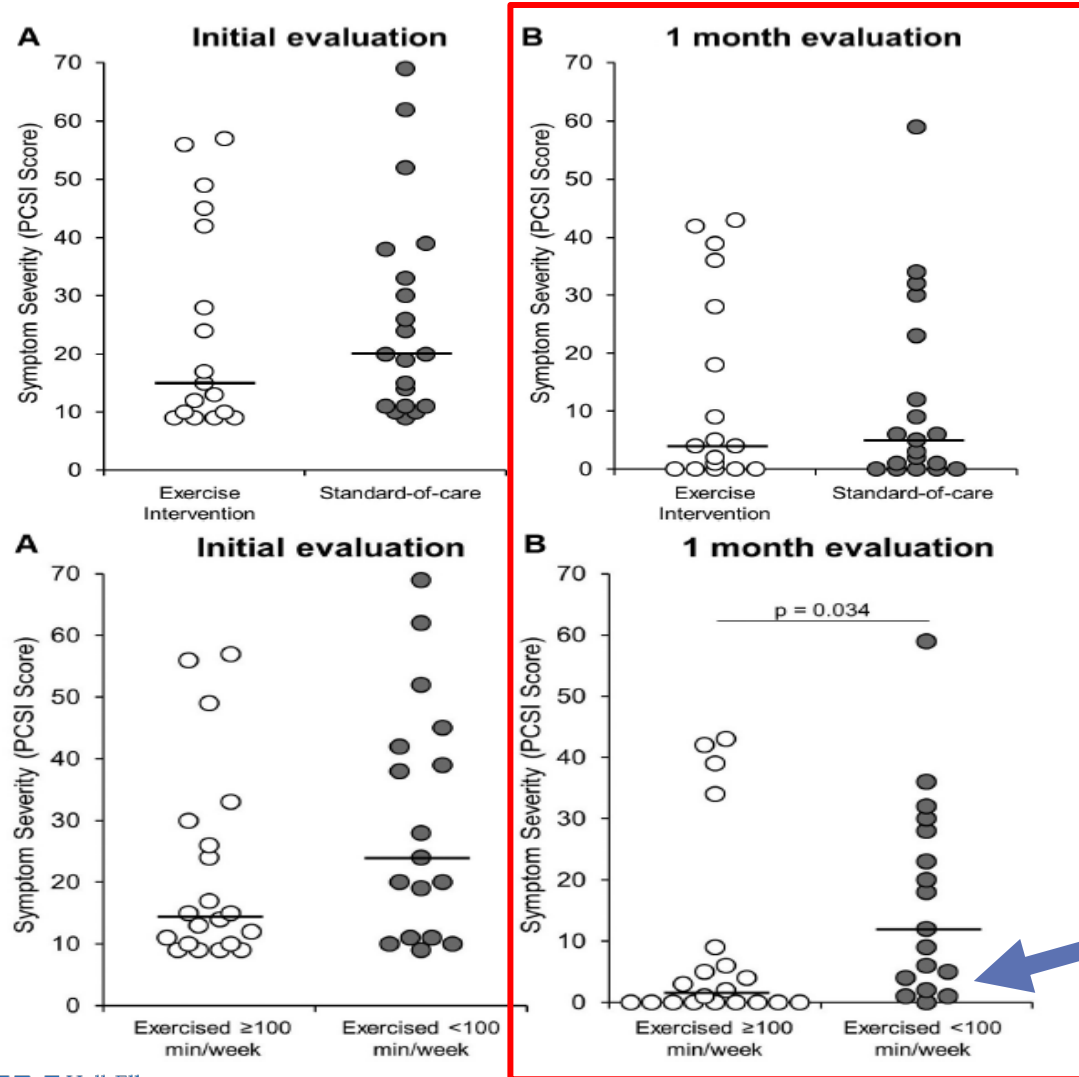 A Initial evaluation
70
60
50
40
30
20
10
0
Symptom Severity (PCSI Score)
Exercise
Intervention
Standard-of-care
B 1 month evaluation
70
60
50
40
30
20
10
0
Symptom Severity (PCSI Score)
Exercise
Intervention
Standard-of-care
A Initial evaluation
70
60
50
40
30
20
10
0
Symptom Severity (PCSI Score)
Exercised ≥100
min/week
Exercised <100
min/week
B 1 month evaluation
70
60
50
40
30
20
10
0
Symptom Severity (PCSI Score)
p = 0.034
Exercised ≥100
min/week
Exercised <100
min/week